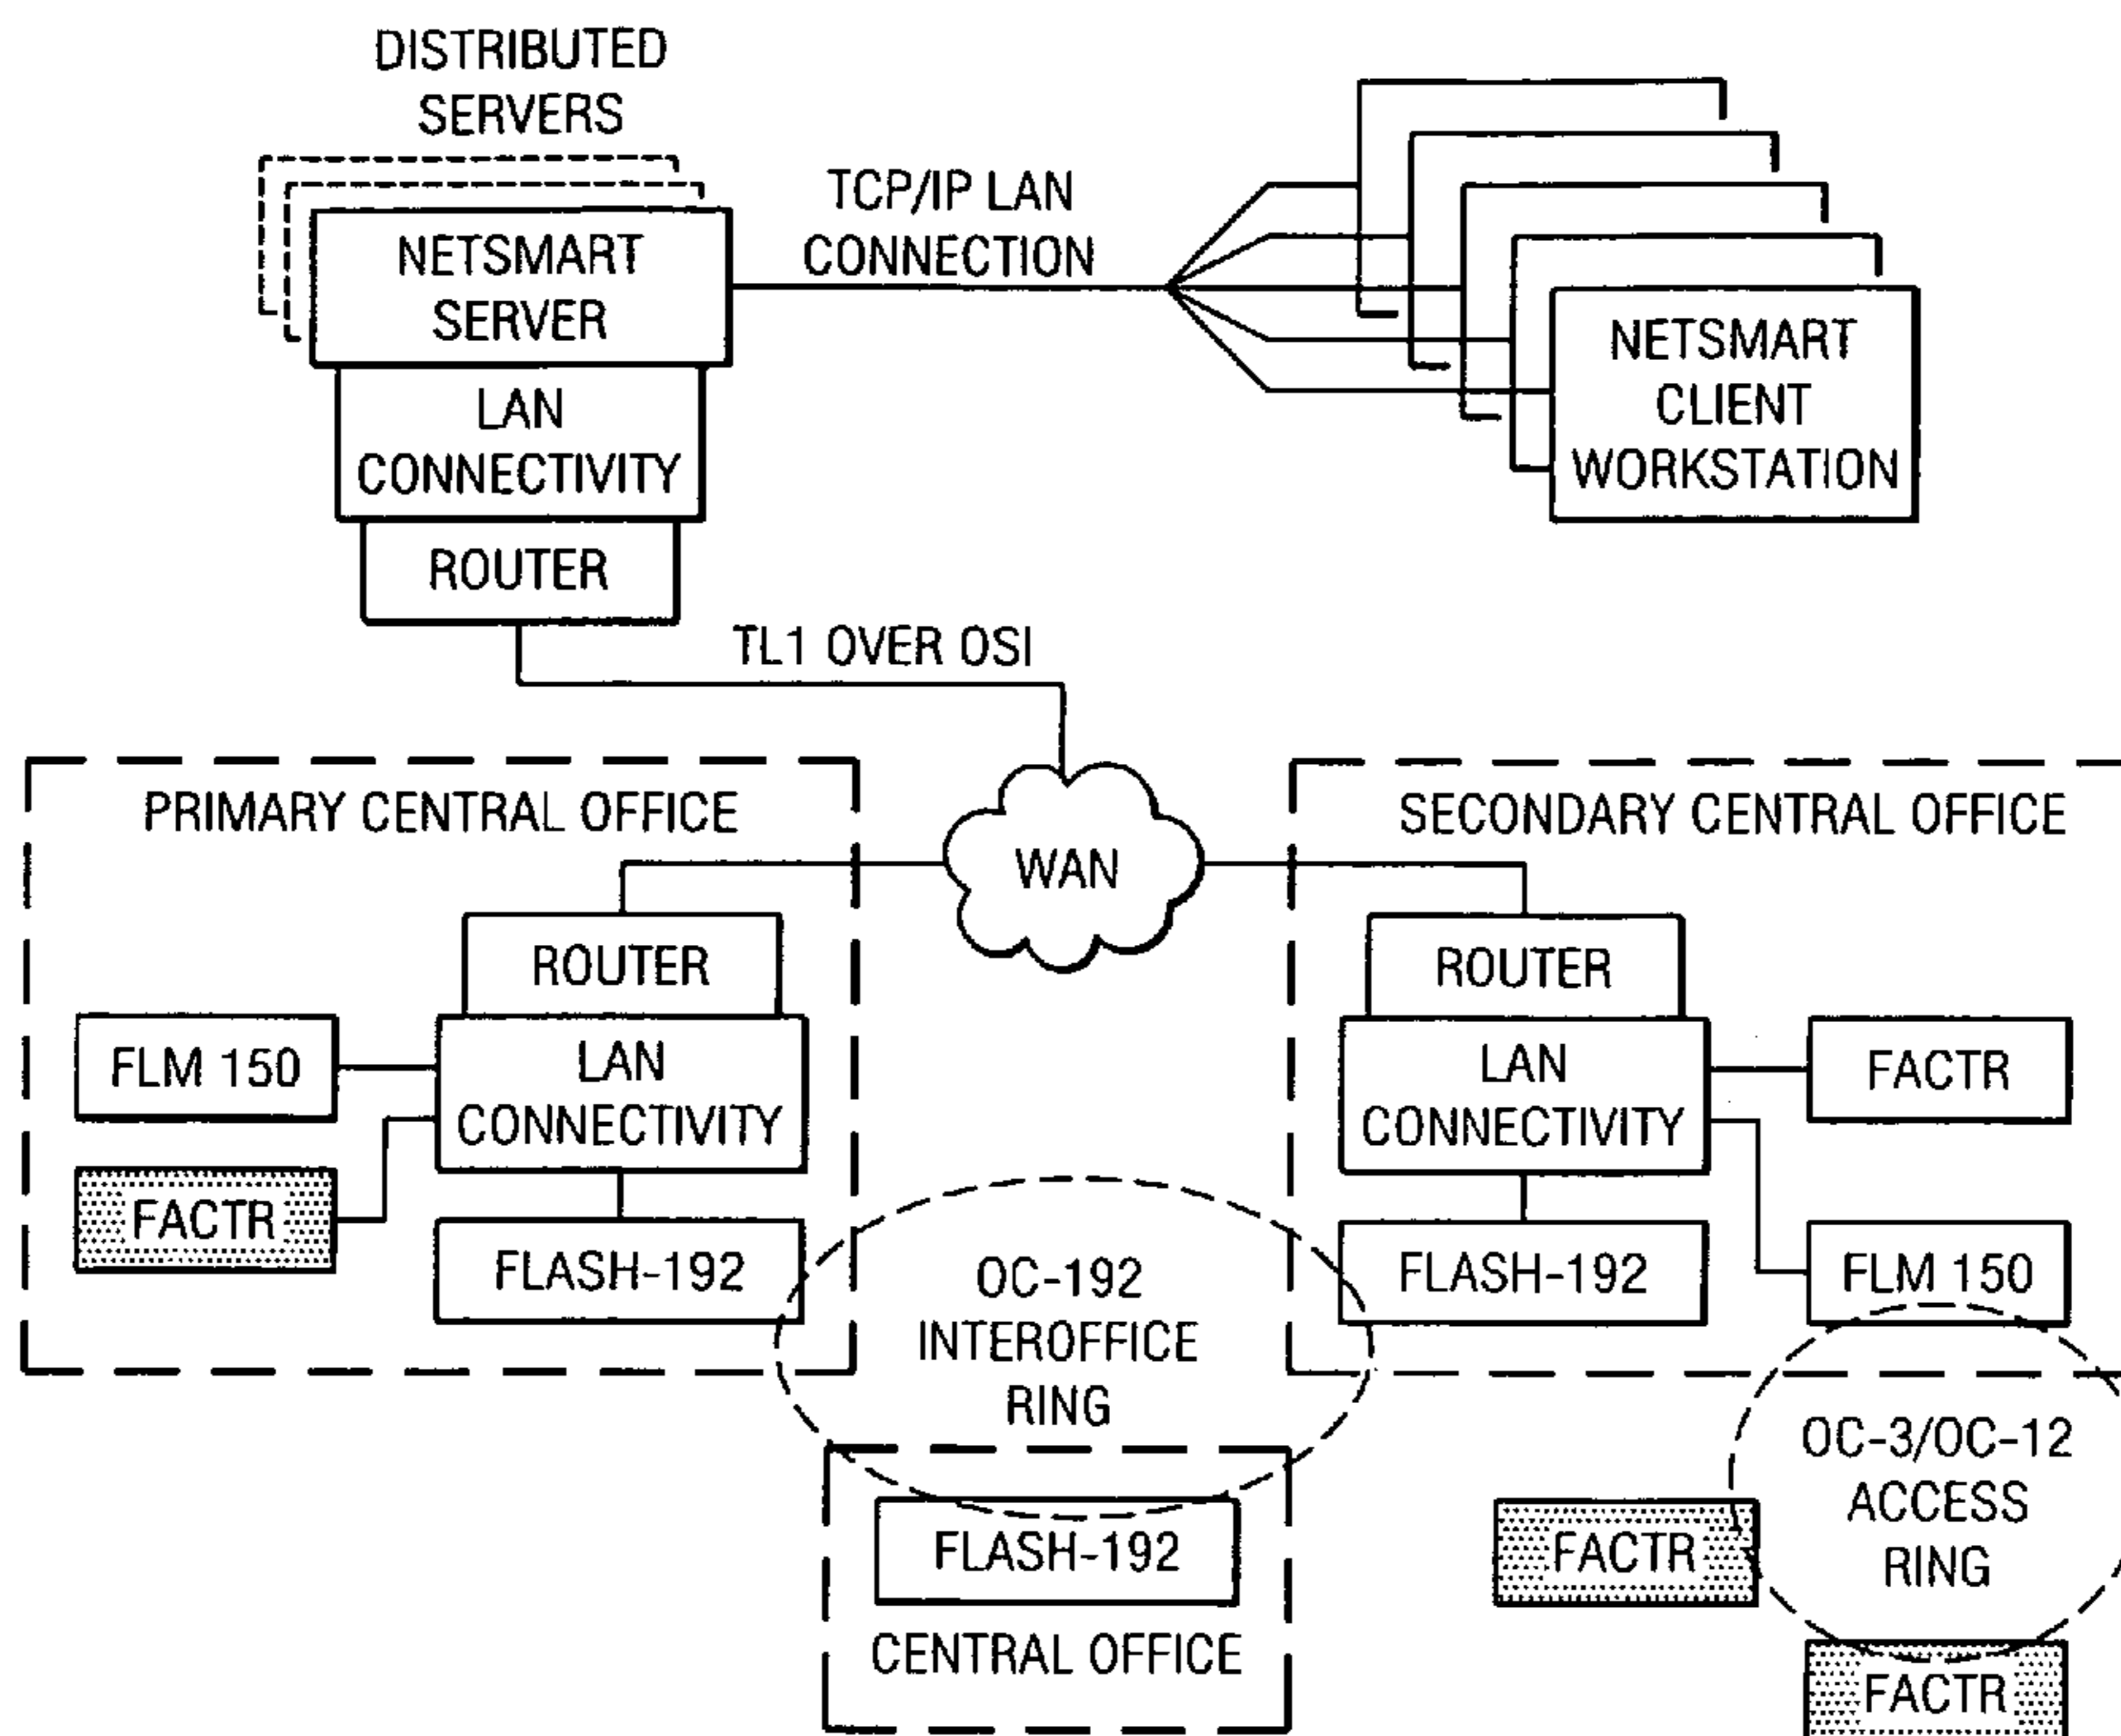 DISTRIBUTED
SERVERS
NETSMART
SERVER
TCP/IP LAN
CONNECTION
NETSMART
CLIENT
WORKSTATION
LAN
CONNECTIVITY
ROUTER
TL1 OVER OSI
PRIMARY CENTRAL OFFICE
WAN
SECONDARY CENTRAL OFFICE
ROUTER
FLM 150
LAN
CONNECTIVITY
FACTR
FLASH-192
ROUTER
LAN
CONNECTIVITY
FACTR
FLASH-192
FLM 150
OC-192
INTEROFFICE
RING
FLASH-192
CENTRAL OFFICE
OC-3/OC-12
ACCESS
RING
FACTR
FACTR